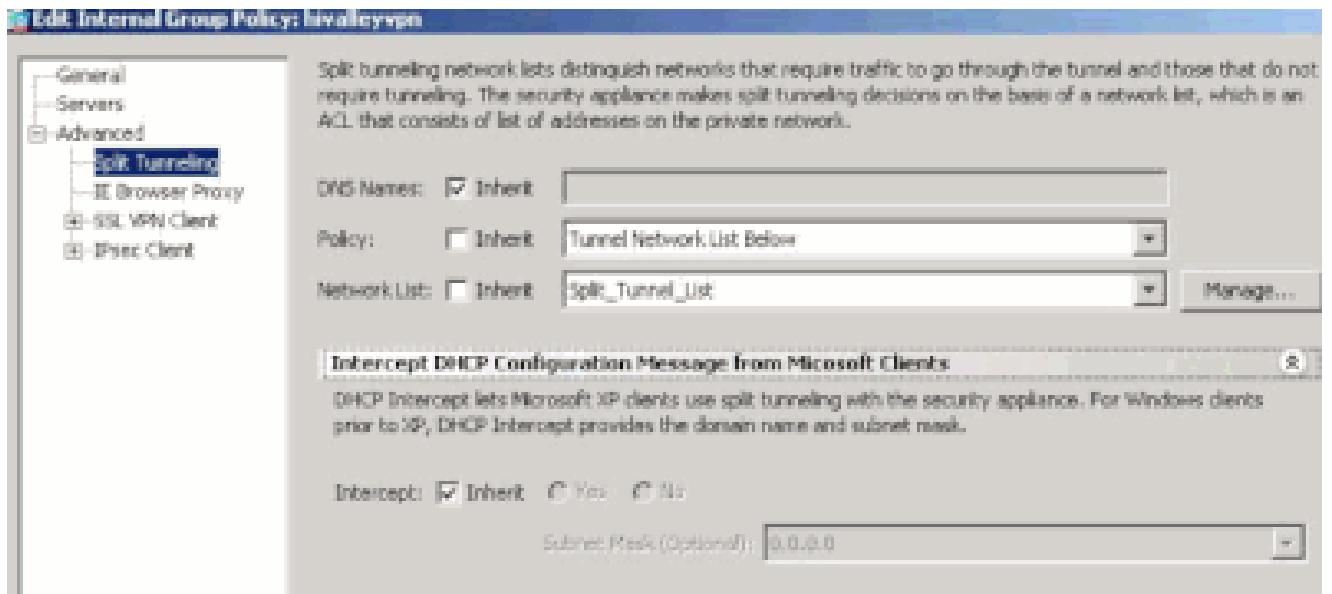 Edit Internal Group Policy: hivalleyvpn
General
Servers
Advanced
Split Tunneling
IE Browser Proxy
SSL VPN Client
IPsec Client
Split tunneling network lists distinguish networks that require traffic to go through the tunnel and those that do not
require tunneling. The security appliance makes split tunneling decisions on the basis of a network list, which is an
ACL that consists of list of addresses on the private network.
DNS Names: Inherit
Policy: Inherit Tunnel Network List Below
Network List: Inherit Split_Tunnel_List Manage...
Intercept DHCP Configuration Message from Micosoft Clients
DHCP Intercept lets Microsoft XP clients use split tunneling with the security appliance. For Windows clients
prior to XP, DHCP Intercept provides the domain name and subnet mask.
Intercept: Inherit Yes No
Subnet Mask (Optional): 0.0.0.0